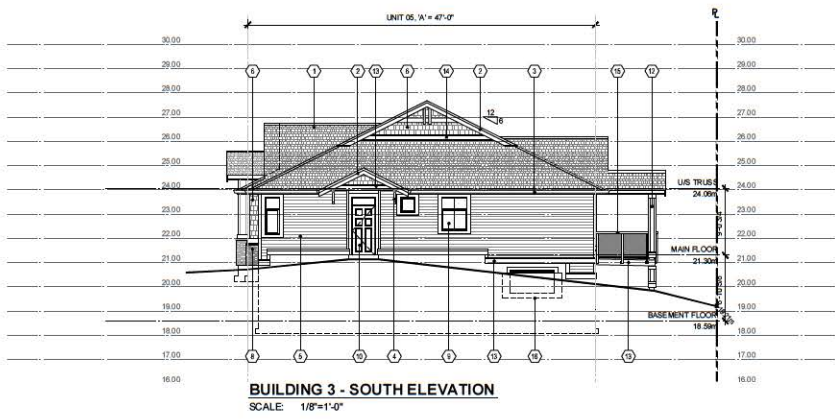 UNIT 05, 'A' = 47'-0"
30.00 30.00
29.00 29.00
6 1 2 13 6 14 2 3 15 12
28.00 28.00
27.00 27.00
12
6
26.00 26.00
25.00 25.00
U/S TRUSS
24.00 24.06m 24.00
23.00 23.00
22.00 22.00
MAIN FLOOR
21.00 21.30m 21.00
20.00 20.00
19.00 19.00
BASEMENT FLOOR
18.59m
18.00 18.00
17.00 8 5 10 4 9 13 16 13 17.00
16.00 16.00
BUILDING 3 - SOUTH ELEVATION
SCALE: 1/8"=1'-0"